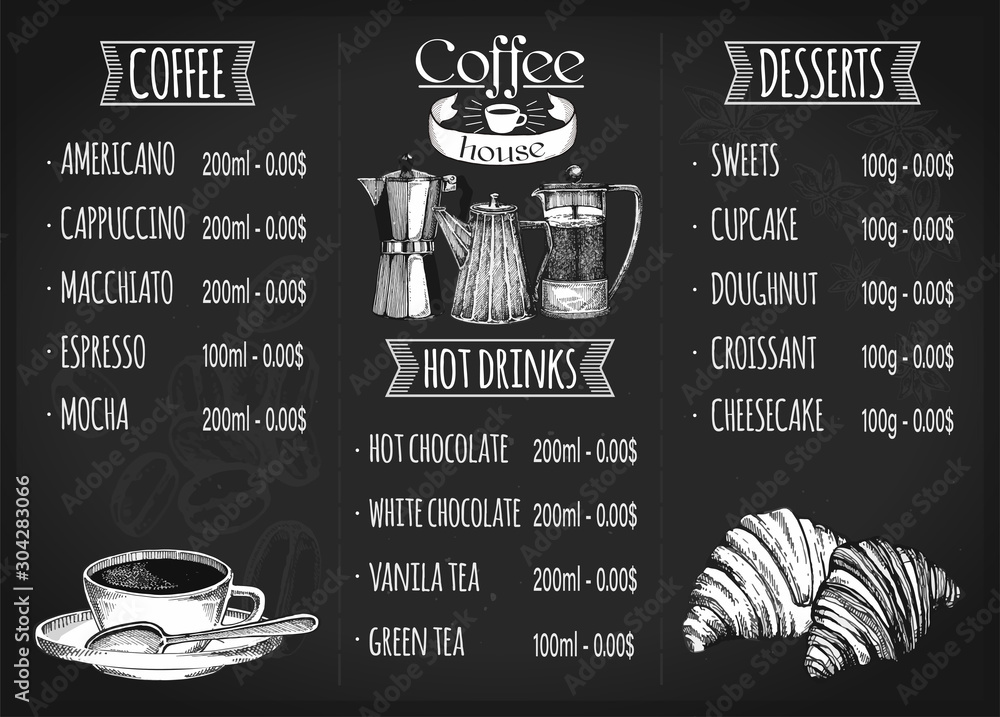 COFFEE
· AMERICANO 200ml - 0.00$
· CAPPUCCINO 200ml - 0.00$
· MACCHIATO 200ml - 0.00$
· ESPRESSO 100ml - 0.00$
· MOCHA 200ml - 0.00$
Coffee
house
HOT DRINKS
· HOT CHOCOLATE 200ml - 0.00$
· WHITE CHOCOLATE 200ml - 0.00$
· VANILA TEA 200ml - 0.00$
· GREEN TEA 100ml - 0.00$
DESSERTS
· SWEETS 100g - 0.00$
· CUPCAKE 100g - 0.00$
· DOUGHNUT 100g - 0.00$
· CROISSANT 100g - 0.00$
· CHEESECAKE 100g - 0.00$
Adobe Stock | #304283066
Adobe Stock